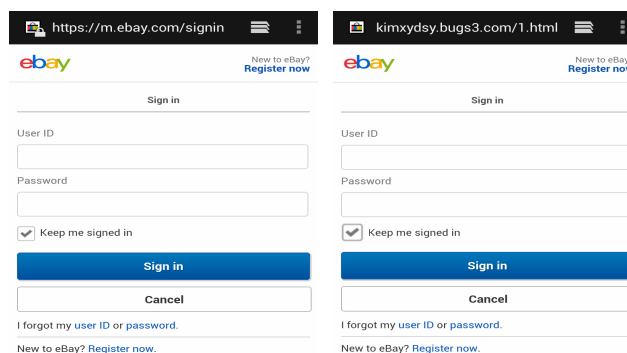 https://m.ebay.com/signin
ebay
New to eBay?
Register now
Sign in
User ID
Password
Keep me signed in
Sign in
Cancel
I forgot my user ID or password.
New to eBay? Register now.
kimxydsy.bugs3.com/1.html
ebay
New to eBay
Register now
Sign in
User ID
Password
Keep me signed in
Sign in
Cancel
I forgot my user ID or password.
New to eBay? Register now.